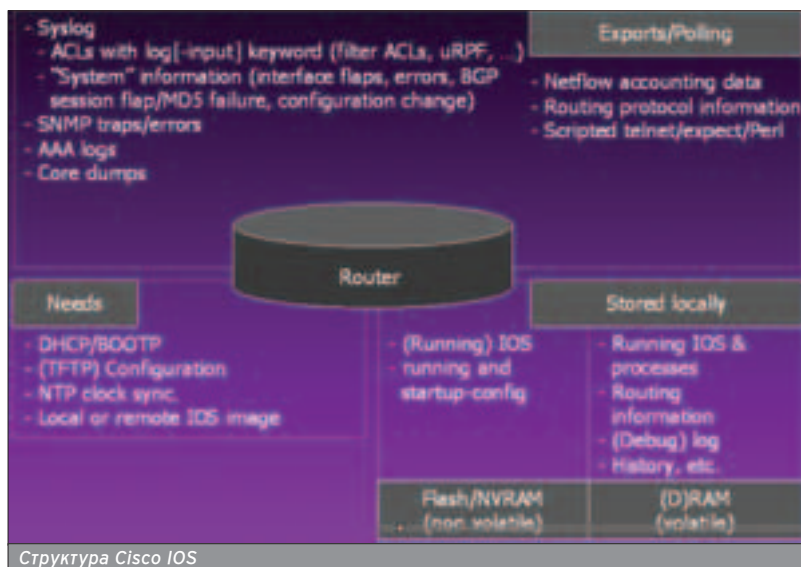 - Syslog
- ACLs with log[-input] keyword (filter ACLs, uRPF, ...)
- "System" information (interface flaps, errors, BGP
session flap/MD5 failure, configuration change)
- SNMP traps/errors
- AAA logs
- Core dumps
Exports/Polling
- Netflow accounting data
- Routing protocol information
- Scripted telnet/expect/Perl
Router
Needs
- DHCP/BOOTP
- (TFTP) Configuration
- NTP clock sync.
- Local or remote IOS image
Stored locally
- (Running) IOS
- running and
startup-config
- Running IOS &
processes
- Routing
information
- (Debug) log
- History, etc.
Flash/NVRAM
(non volatile)
(D)RAM
(volatile)
Структура Cisco IOS